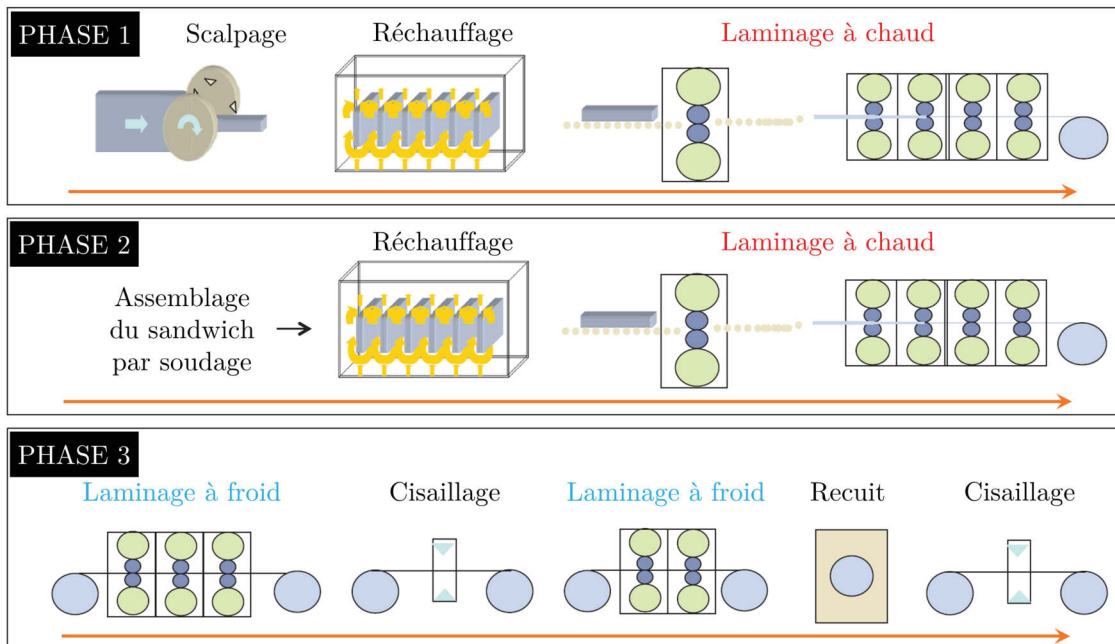 PHASE 1
Scalpage
Réchauffage
Laminage à chaud
PHASE 2
Réchauffage
Laminage à chaud
Assemblage
du sandwich
par soudage
PHASE 3
Laminage à froid
Cisaillage
Laminage à froid
Recuit
Cisaillage